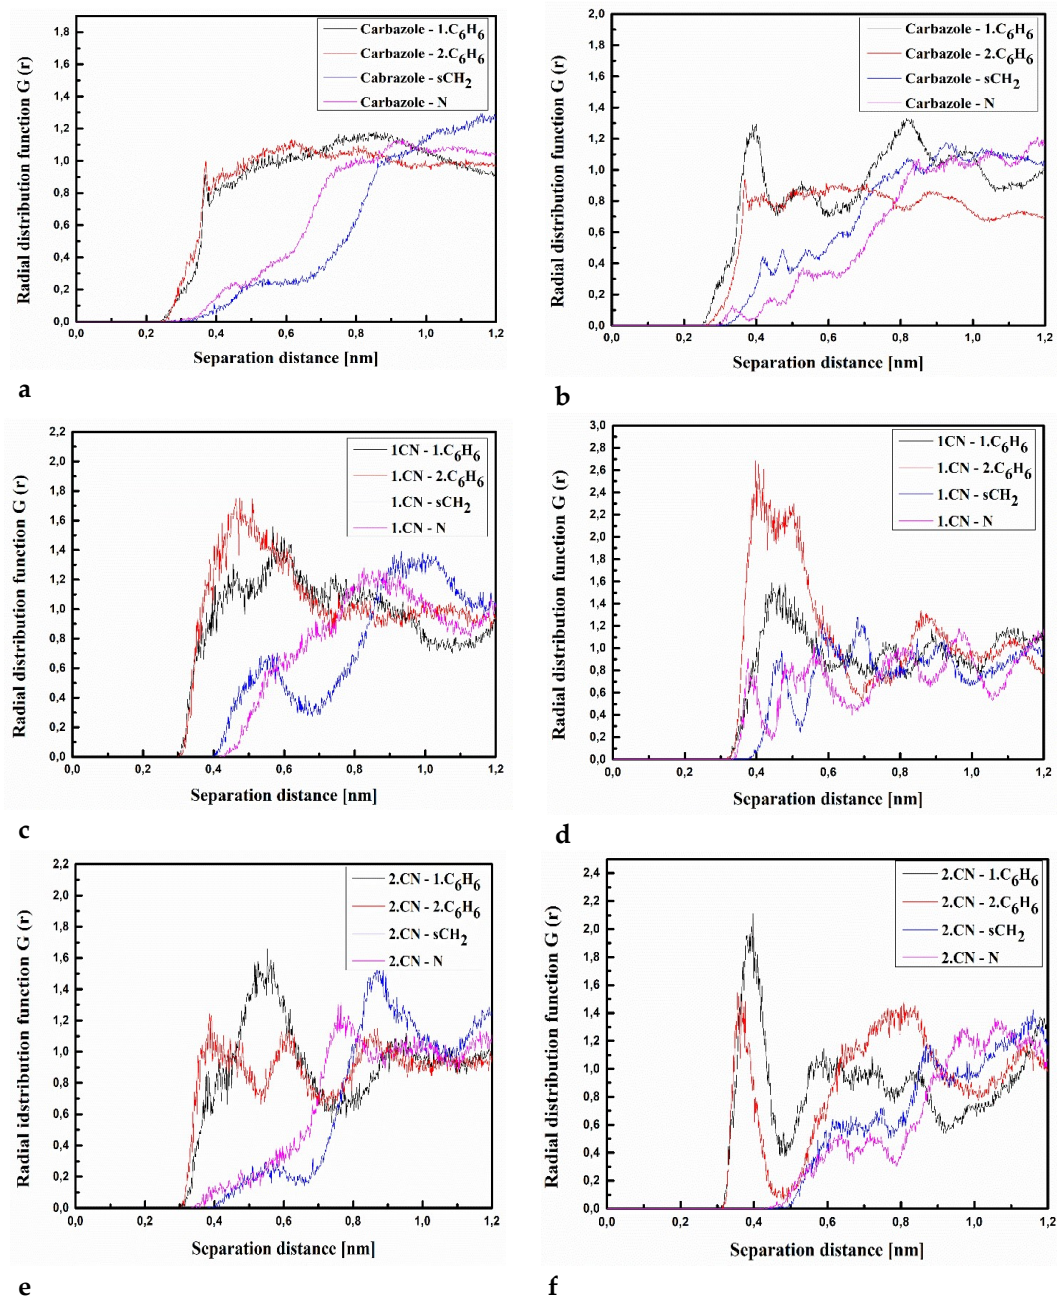 Radial distribution function G (r)
1,8
1,6
1,4
1,2
1,0
0,8
0,6
0,4
0,2
0,0
Carbazole - 1.C6H6
Carbazole - 2.C6H6
Cabrazole - sCH2
Carbazole - N
0,0 0,2 0,4 0,6 0,8 1,0 1,2
Separation distance [nm]
a
Radial distribution function G (r)
2,0
1,8
1,6
1,4
1,2
1,0
0,8
0,6
0,4
0,2
0,0
Carbazole - 1.C6H6
Carbazole - 2.C6H6
Carbazole - sCH2
Carbazole - N
0,0 0,2 0,4 0,6 0,8 1,0 1,2
Separation distance [nm]
b
Radial distribution function G (r)
2,2
2,0
1,8
1,6
1,4
1,2
1,0
0,8
0,6
0,4
0,2
0,0
1CN - 1.C6H6
1.CN - 2.C6H6
1.CN - sCH2
1.CN - N
0,0 0,2 0,4 0,6 0,8 1,0 1,2
Separation distance [nm]
c
Radial distribution function G (r)
3,0
2,8
2,6
2,4
2,2
2,0
1,8
1,6
1,4
1,2
1,0
0,8
0,6
0,4
0,2
0,0
1CN - 1.C6H6
1.CN - 2.C6H6
1.CN - sCH2
1.CN - N
0,0 0,2 0,4 0,6 0,8 1,0 1,2
Separation distance [nm]
d
Radial idstribution function G (r)
2,2
2,0
1,8
1,6
1,4
1,2
1,0
0,8
0,6
0,4
0,2
0,0
2.CN - 1.C6H6
2.CN - 2.C6H6
2.CN - sCH2
2.CN - N
0,0 0,2 0,4 0,6 0,8 1,0 1,2
Separation distance [nm]
e
Radial distribution function G (r)
2,4
2,2
2,0
1,8
1,6
1,4
1,2
1,0
0,8
0,6
0,4
0,2
0,0
2.CN - 1.C6H6
2.CN - 2.C6H6
2.CN - sCH2
2.CN - N
0,0 0,2 0,4 0,6 0,8 1,0 1,2
Separation distance [nm]
f